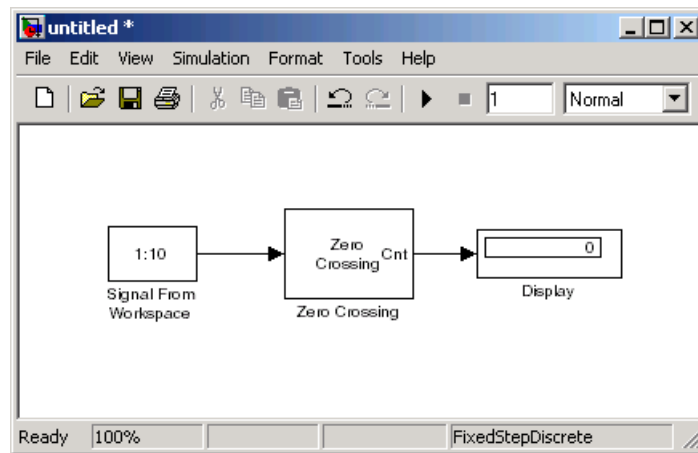 untitled *
File Edit View Simulation Format Tools Help
1 Normal
1:10
Signal From
Workspace
Zero
Crossing
Cnt
Zero Crossing
0
Display
Ready 100% FixedStepDiscrete